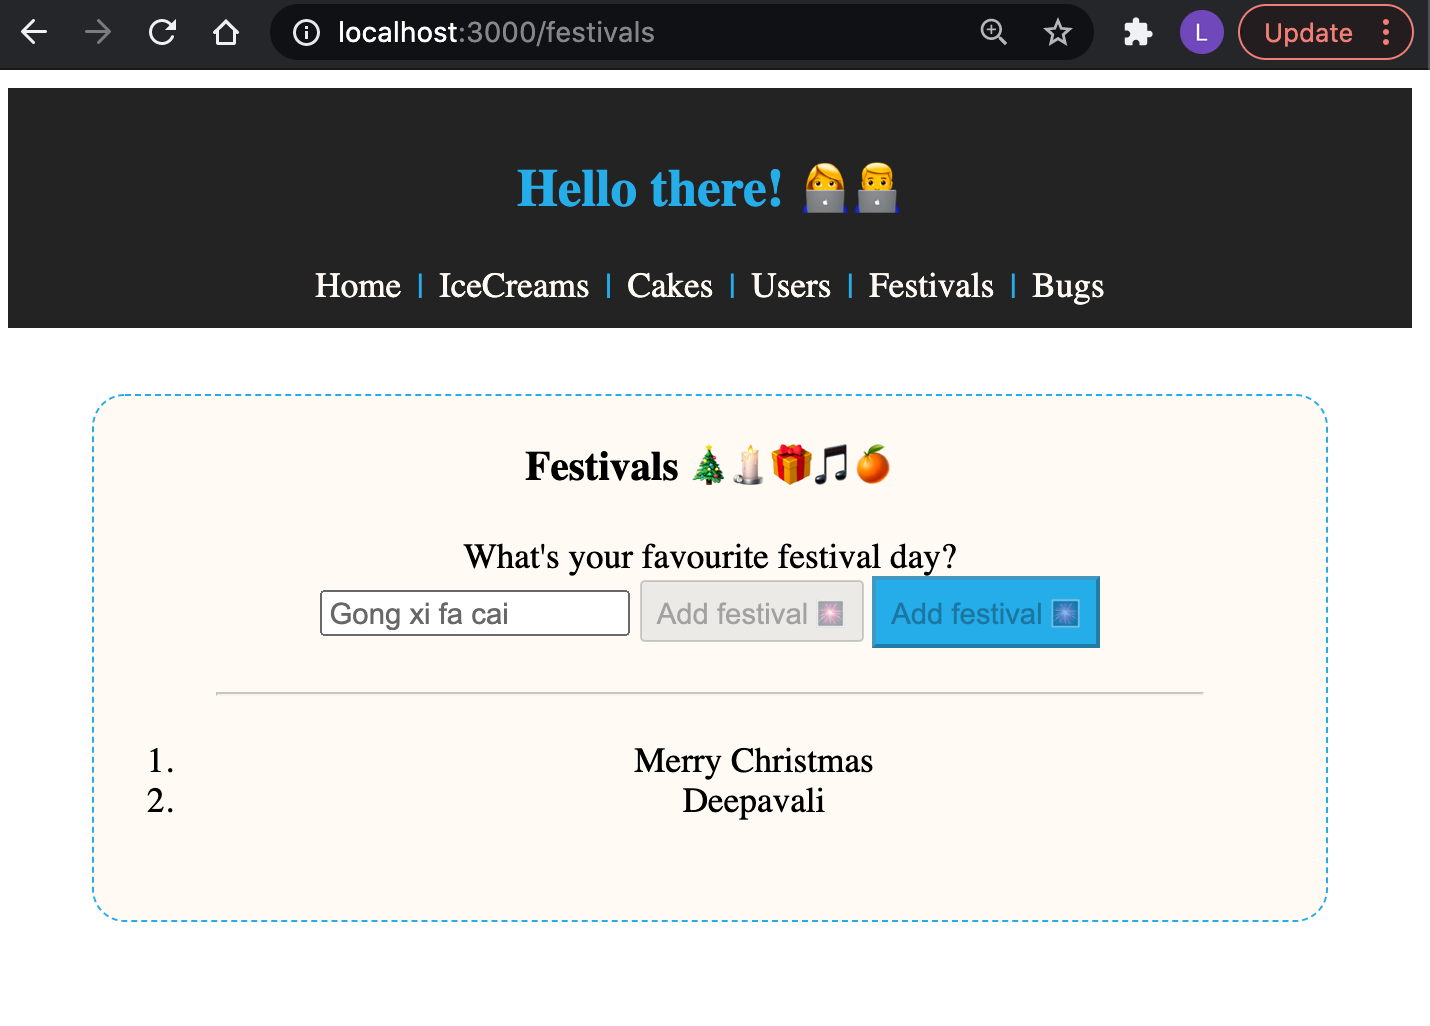 localhost:3000/festivals
L
Update
Hello there! 👩‍💻👨‍💻
Home | IceCreams | Cakes | Users | Festivals | Bugs
Festivals 🎄🕯️🎁🎵🍊
What's your favourite festival day?
Gong xi fa cai Add festival 🎆 Add festival 🎆
1. Merry Christmas
2. Deepavali